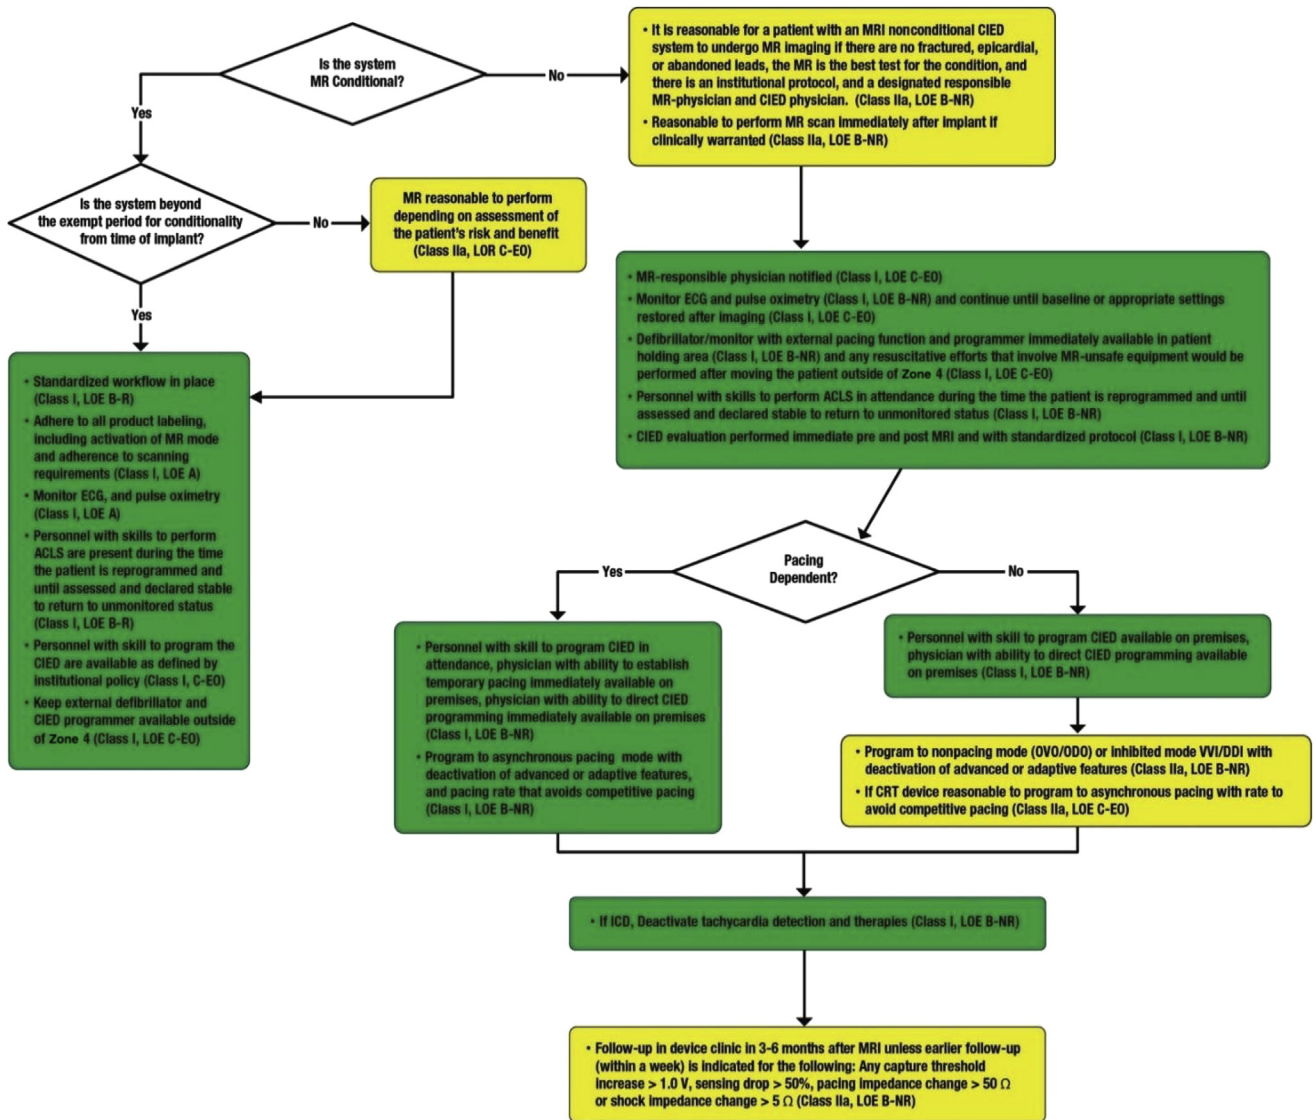 Is the system
MR Conditional?
No
• It is reasonable for a patient with an MRI nonconditional CIED
system to undergo MR imaging if there are no fractured, epicardial,
or abandoned leads, the MR is the best test for the condition, and
there is an institutional protocol, and a designated responsible
MR-physician and CIED physician. (Class IIa, LOE B-NR)
• Reasonable to perform MR scan immediately after implant if
clinically warranted (Class IIa, LOE B-NR)
Yes
Is the system beyond
the exempt period for conditionality
from time of implant?
No
MR reasonable to perform
depending on assessment of
the patient's risk and benefit
(Class IIa, LOR C-EO)
Yes
• Standardized workflow in place
(Class I, LOE B-R)
• Adhere to all product labeling,
including activation of MR mode
and adherence to scanning
requirements (Class I, LOE A)
• Monitor ECG, and pulse oximetry
(Class I, LOE A)
• Personnel with skills to perform
ACLS are present during the time
the patient is reprogrammed and
until assessed and declared stable
to return to unmonitored status
(Class I, LOE B-R)
• Personnel with skill to program the
CIED are available as defined by
institutional policy (Class I, C-EO)
• Keep external defibrillator and
CIED programmer available outside
of Zone 4 (Class I, LOE C-EO)
• MR-responsible physician notified (Class I, LOE C-EO)
• Monitor ECG and pulse oximetry (Class I, LOE B-NR) and continue until baseline or appropriate settings
restored after imaging (Class I, LOE C-EO)
• Defibrillator/monitor with external pacing function and programmer immediately available in patient
holding area (Class I, LOE B-NR) and any resuscitative efforts that involve MR-unsafe equipment would be
performed after moving the patient outside of Zone 4 (Class I, LOE C-EO)
• Personnel with skills to perform ACLS in attendance during the time the patient is reprogrammed and until
assessed and declared stable to return to unmonitored status (Class I, LOE B-NR)
• CIED evaluation performed immediate pre and post MRI and with standardized protocol (Class I, LOE B-NR)
Pacing
Dependent?
Yes
No
• Personnel with skill to program CIED in
attendance, physician with ability to establish
temporary pacing immediately available on
premises, physician with ability to direct CIED
programming immediately available on premises
(Class I, LOE B-NR)
• Program to asynchronous pacing mode with
deactivation of advanced or adaptive features,
and pacing rate that avoids competitive pacing
(Class I, LOE B-NR)
• Personnel with skill to program CIED available on premises,
physician with ability to direct CIED programming available
on premises (Class I, LOE B-NR)
• Program to nonpacing mode (OVO/ODO) or inhibited mode VVI/DDI with
deactivation of advanced or adaptive features (Class IIa, LOE B-NR)
• If CRT device reasonable to program to asynchronous pacing with rate to
avoid competitive pacing (Class IIa, LOE C-EO)
• If ICD, Deactivate tachycardia detection and therapies (Class I, LOE B-NR)
• Follow-up in device clinic in 3-6 months after MRI unless earlier follow-up
(within a week) is indicated for the following: Any capture threshold
increase > 1.0 V, sensing drop > 50%, pacing impedance change > 50 Ω
or shock impedance change > 5 Ω (Class IIa, LOE B-NR)